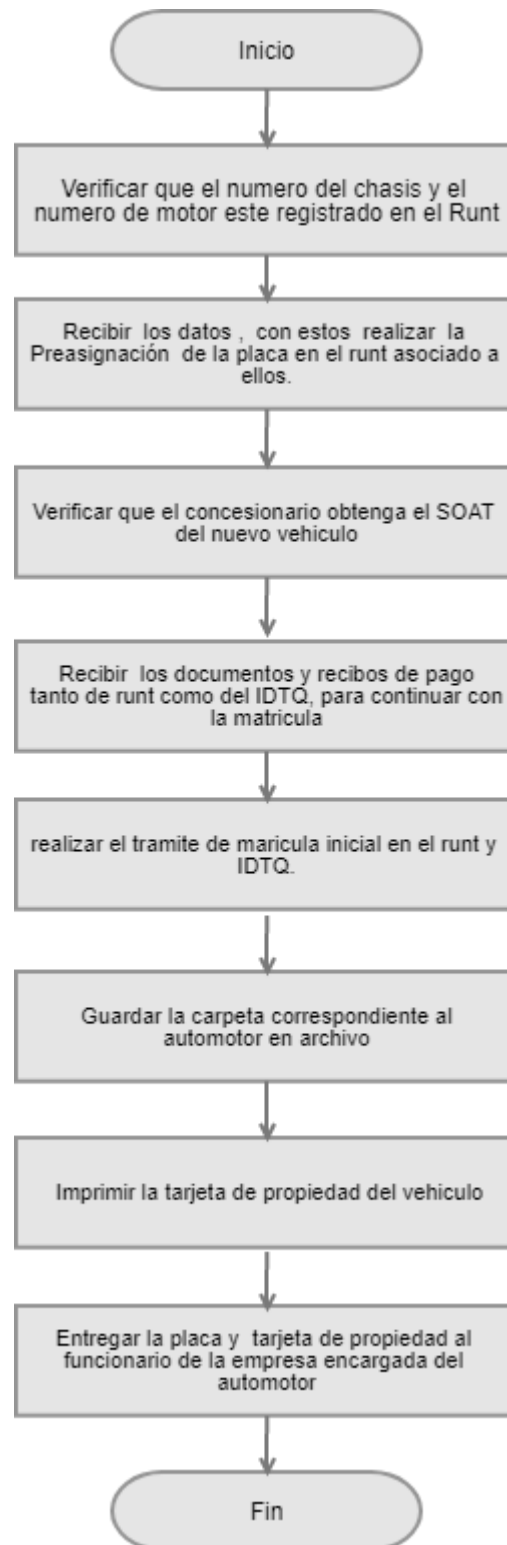 Inicio
Verificar que el numero del chasis y el
numero de motor este registrado en el Runt
Recibir los datos , con estos realizar la
Preasignación de la placa en el runt asociado a
ellos.
Verificar que el concesionario obtenga el SOAT
del nuevo vehiculo
Recibir los documentos y recibos de pago
tanto de runt como del IDTQ, para continuar con
la matricula
realizar el tramite de maricula inicial en el runt y
IDTQ.
Guardar la carpeta correspondiente al
automotor en archivo
Imprimir la tarjeta de propiedad del vehiculo
Entregar la placa y tarjeta de propiedad al
funcionario de la empresa encargada del
automotor
Fin